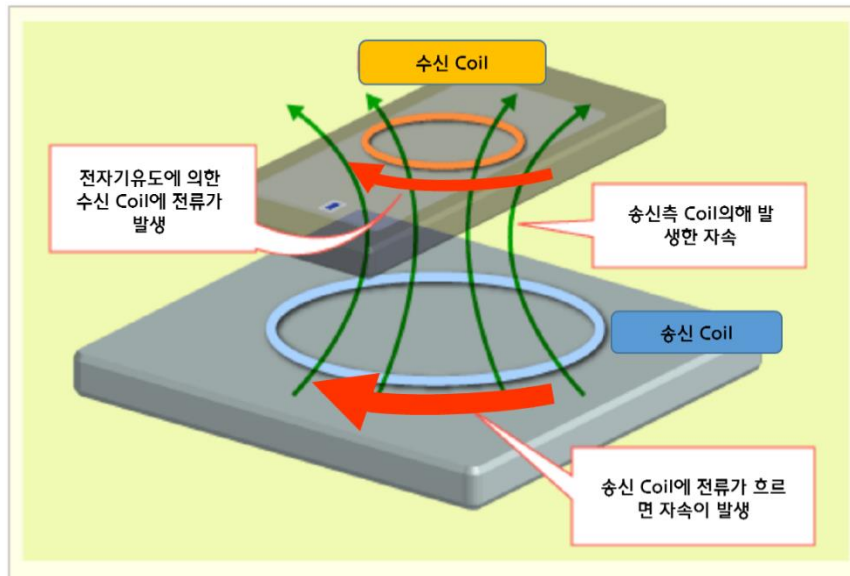 수신 Coil
전자기유도에 의한
수신 Coil에 전류가
발생
송신측 Coil의해 발
생한 자속
송신 Coil
송신 Coil에 전류가 흐르
면 자속이 발생